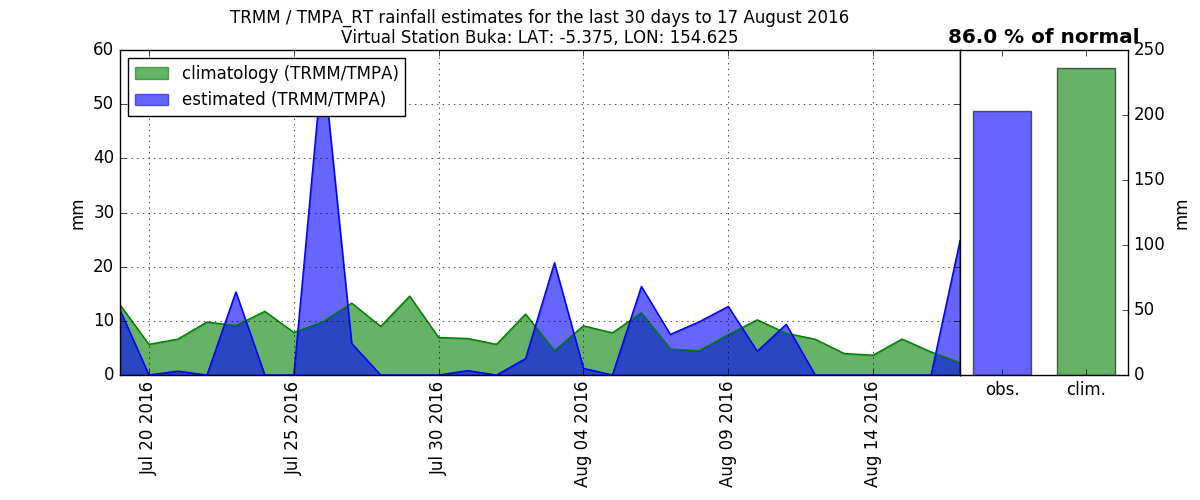 TRMM / TMPA_RT rainfall estimates for the last 30 days to 17 August 2016
Virtual Station Buka: LAT: -5.375, LON: 154.625
86.0 % of normal
climatology (TRMM/TMPA)
estimated (TRMM/TMPA)
60
50
40
30
20
10
0
mm
Jul 20 2016
Jul 25 2016
Jul 30 2016
Aug 04 2016
Aug 09 2016
Aug 14 2016
obs.
clim.
250
200
150
100
50
0
mm